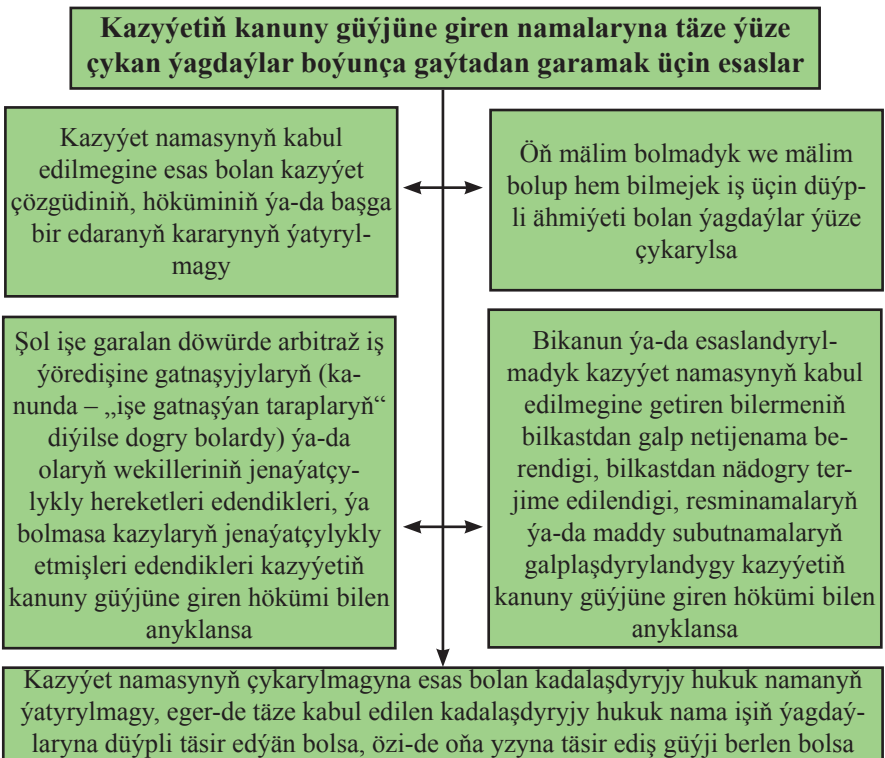 Kazyýetiň kanuny güýjüne giren namalaryna täze ýüze
çykan ýagdaýlar boýunça gaýtadan garamak üçin esaslar
Kazyýet namasynyň kabul
edilmegine esas bolan kazyýet
çözgüdiniň, höküminiň ýa-da başga
bir edaranyň kararynyň ýatyryl-
magy
Öň mälim bolmadyk we mälim
bolup hem bilmejek iş üçin düýp-
li ähmiýeti bolan ýagdaýlar ýüze
çykarylsa
Şol işe garalan döwürde arbitraž iş
ýöredişine gatnaşyjylaryň (ka-
nunda – „işe gatnaşýan taraplaryň“
diýilse dogry bolardy) ýa-da
olaryň wekilleriniň jenaýatçy-
lykly hereketleri edendikleri, ýa
bolmasa kazylaryň jenaýatçylykly
etmişleri edendikleri kazyýetiň
kanuny güýjüne giren hökümi bilen
anyklansa
Bikanun ýa-da esaslandyryl-
madyk kazyýet namasynyň kabul
edilmegine getiren bilermeniň
bilkastdan galp netijenama be-
rendigi, bilkastdan nädogry ter-
jime edilendigi, resminamalaryň
ýa-da maddy subutnamalaryň
galplaşdyrylandygy kazyýetiň
kanuny güýjüne giren hökümi bilen
anyklansa
Kazyýet namasynyň çykarylmagyna esas bolan kadalaşdyryjy hukuk namanyň
ýatyrylmagy, eger-de täze kabul edilen kadalaşdyryjy hukuk nama işiň ýagdaý-
laryna düýpli täsir edýän bolsa, özi-de oňa yzyna täsir ediş güýji berlen bolsa